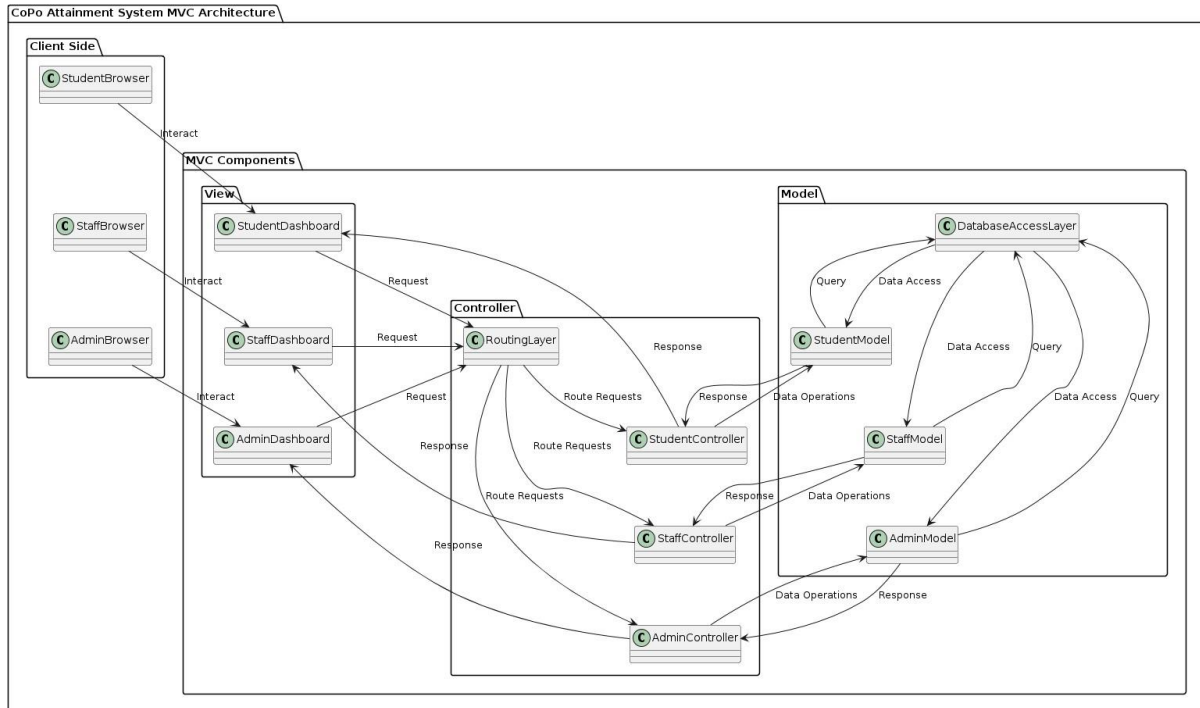 CoPo Attainment System MVC Architecture
Client Side
C StudentBrowser
Interact
MVC Components
View
Model
C StaffBrowser
C StudentDashboard
C DatabaseAccessLayer
Interact
Request
Query
Data Access
Controller
C AdminBrowser
C StaffDashboard
Request
C RoutingLayer
Response
C StudentModel
Data Access
Query
Interact
Request
Route Requests
Response
Data Operations
Data Access
Query
C AdminDashboard
Response
Route Requests
C StudentController
C StaffModel
Route Requests
Response
Data Operations
Response
C StaffController
C AdminModel
Data Operations
Response
C AdminController